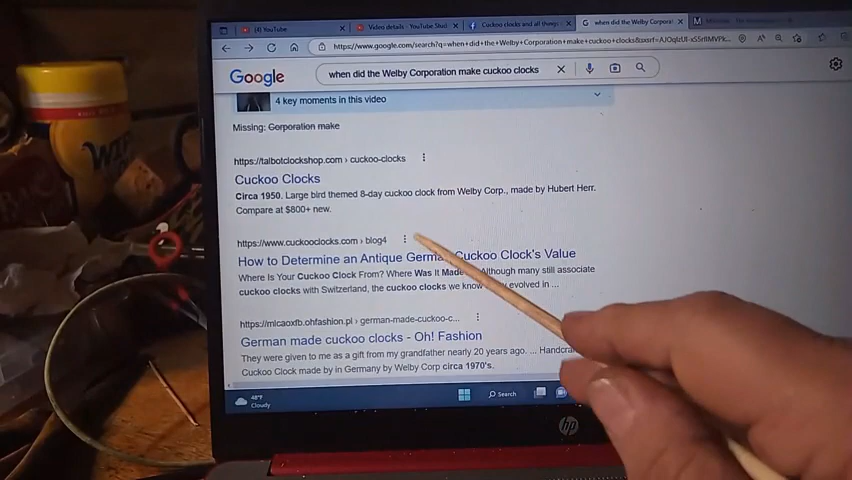 (4) YouTube
Video details - YouTube Stud
Cuckoo clocks and all things
when did the Welby Corporat
https://www.google.com/search?q=when+did+the+Welby+Corporation+make+cuckoo+clocks&sxsrf=
Google
when did the Welby Corporation make cuckoo clocks
4 key moments in this video
Missing: Corporation make
https://talbotclockshop.com › cuckoo-clocks
Cuckoo Clocks
Circa 1950. Large bird themed 8-day cuckoo clock from Welby Corp., made by Hubert Herr.
Compare at $800+ new.
https://www.cuckooclocks.com › blog4
How to Determine an Antique Germa Cuckoo Clock's Value
Where Is Your Cuckoo Clock From? Where Was It Made Although many still associate
cuckoo clocks with Switzerland, the cuckoo clocks we know evolved in ...
https://micaoxfb.ohfashion.pl › german-made-cuckoo-c...
German made cuckoo clocks - Oh! Fashion
They were given to me as a gift from my grandfather nearly 20 years ago. ... Handcraf
Cuckoo Clock made by in Germany by Welby Corp circa 1970's.
48°F
Cloudy
Search
hp